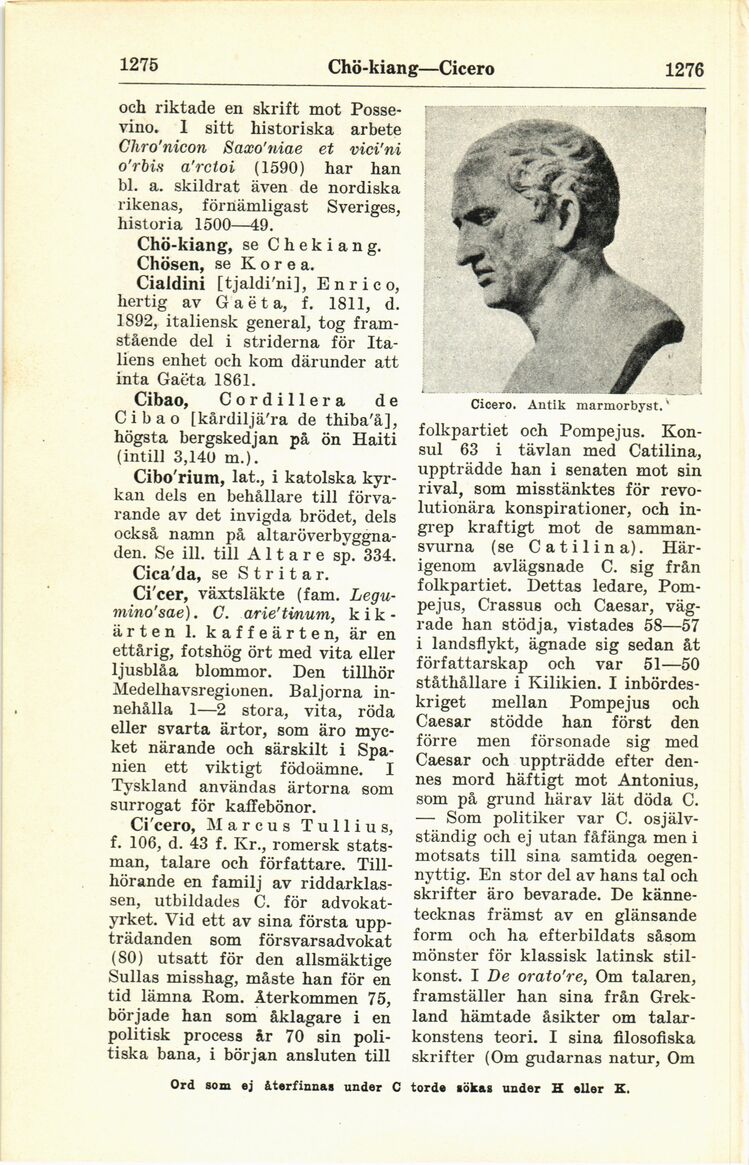 1275
Chö-kiang—Cicero
1276
och riktade en skrift mot Posse-
vino. I sitt historiska arbete
Chro'nicon Saxo'niae et vici'ni
o'rbis a'rctoi (1590) har han
bl. a. skildrat även de nordiska
rikenas, förnämligast Sveriges,
historia 1500—49.
Chö-kiang, se Chekiang.
Chösen, se Korea.
Cialdini [tjaldi'ni], Enrico,
hertig av Gaëta, f. 1811, d.
1892, italiensk general, tog fram-
stående del i striderna för Ita-
liens enhet och kom därunder att
inta Gaëta 1861.
Cibao, Cordillera de
Cibao [kårdiljä'ra de thiba'å],
högsta bergskedjan på ön Haiti
(intill 3,140 m.).
Cibo'rium, lat., i katolska kyr-
kan dels en behållare till förva-
rande av det invigda brödet, dels
också namn på altaröverbyggna-
den. Se ill. till Altare sp. 334.
Cica'da, se Stritar.
Ci'cer, växtsläkte (fam. Legu-
mino'sae). C. arie'tinum, kik-
ärten l. kaffeärten, är en
ettårig, fotshög ört med vita eller
ljusblåa blommor. Den tillhör
Medelhavsregionen. Baljorna in-
nehålla 1—2 stora, vita, röda
eller svarta ärtor, som äro myc-
ket närande och särskilt i Spa-
nien ett viktigt födoämne. I
Tyskland användas ärtorna som
surrogat för kaffebönor.
Ci'cero, Marcus Tullius,
f. 106, d. 43 f. Kr., romersk stats-
man, talare och författare. Till-
hörande en familj av riddarklas-
sen, utbildades C. för advokat-
yrket. Vid ett av sina första upp-
trädanden som försvarsadvokat
(80) utsatt för den allsmäktige
Sullas misshag, måste han för en
tid lämna Rom. Återkommen 75,
började han som åklagare i en
politisk process år 70 sin poli-
tiska bana, i början ansluten till
Cicero. Antik marmorbyst.
folkpartiet och Pompejus. Kon-
sul 63 i tävlan med Catilina,
uppträdde han i senaten mot sin
rival, som misstänktes för revo-
lutionära konspirationer, och in-
grep kraftigt mot de samman-
svurna (se Catilina). Här-
igenom avlägsnade C. sig från
folkpartiet. Dettas ledare, Pom-
pejus, Crassus och Caesar, väg-
rade han stödja, vistades 58—57
i landsflykt, ägnade sig sedan åt
författarskap och var 51—50
ståthållare i Kilikien. I inbördes-
kriget mellan Pompejus och
Caesar stödde han först den
förre men försonade sig med
Caesar och uppträdde efter den-
nes mord häftigt mot Antonius,
som på grund härav lät döda C.
— Som politiker var C. osjälv-
ständig och ej utan fåfänga men i
motsats till sina samtida oegen-
nyttig. En stor del av hans tal och
skrifter äro bevarade. De känne-
tecknas främst av en glänsande
form och ha efterbildats såsom
mönster för klassisk latinsk stil-
konst. I De orato're, Om talaren,
framställer han sina från Grek-
land hämtade åsikter om talar-
konstens teori. I sina filosofiska
skrifter (Om gudarnas natur, Om
Ord som ej återfinnas under C torde sökas under H eller K.